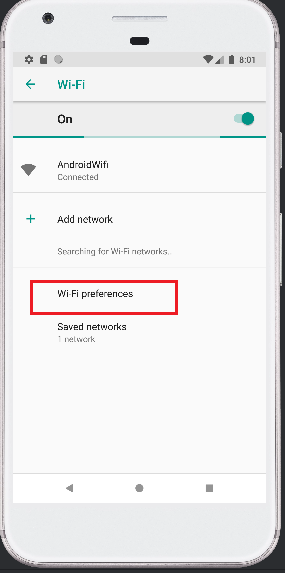 8:01
Wi-Fi
On
AndroidWifi
Connected
Add network
Searching for Wi-Fi networks…
Wi-Fi preferences
Saved networks
1 network